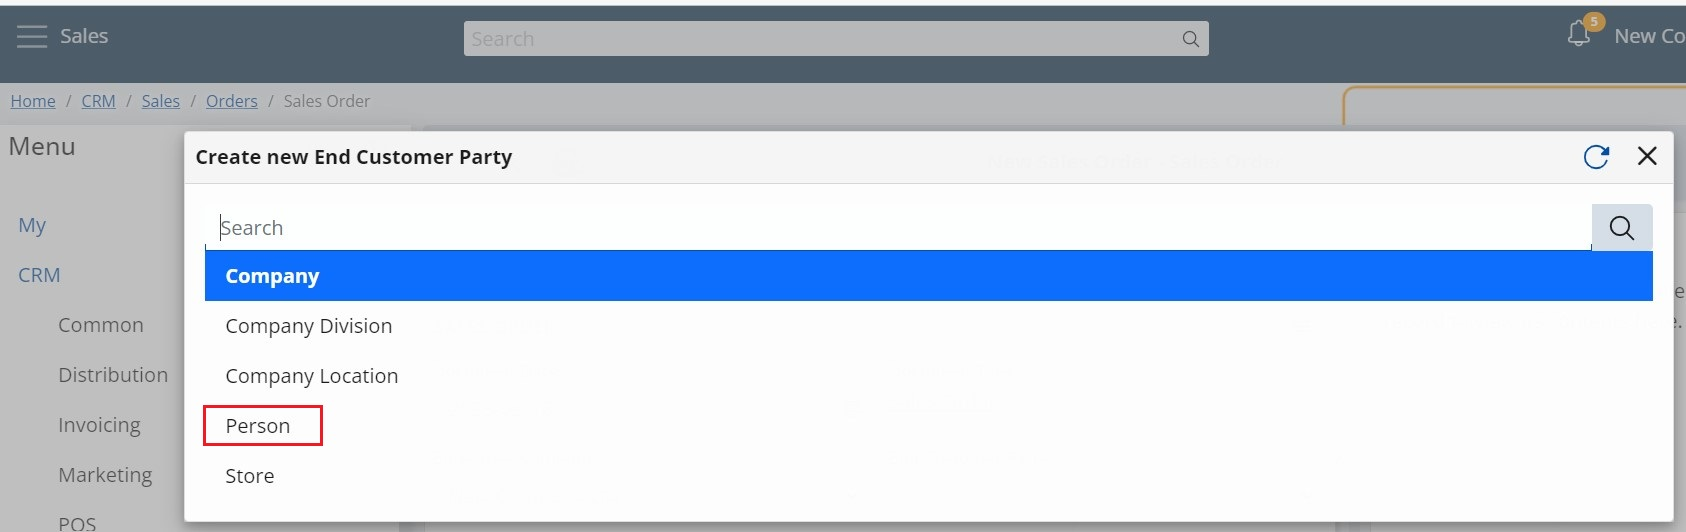 Sales
Search
5
New Co
Home / CRM / Sales / Orders / Sales Order
Menu
Create new End Customer Party
Search
My
Company
CRM
Company Division
Common
Company Location
Distribution
Person
Invoicing
Store
Marketing
POS